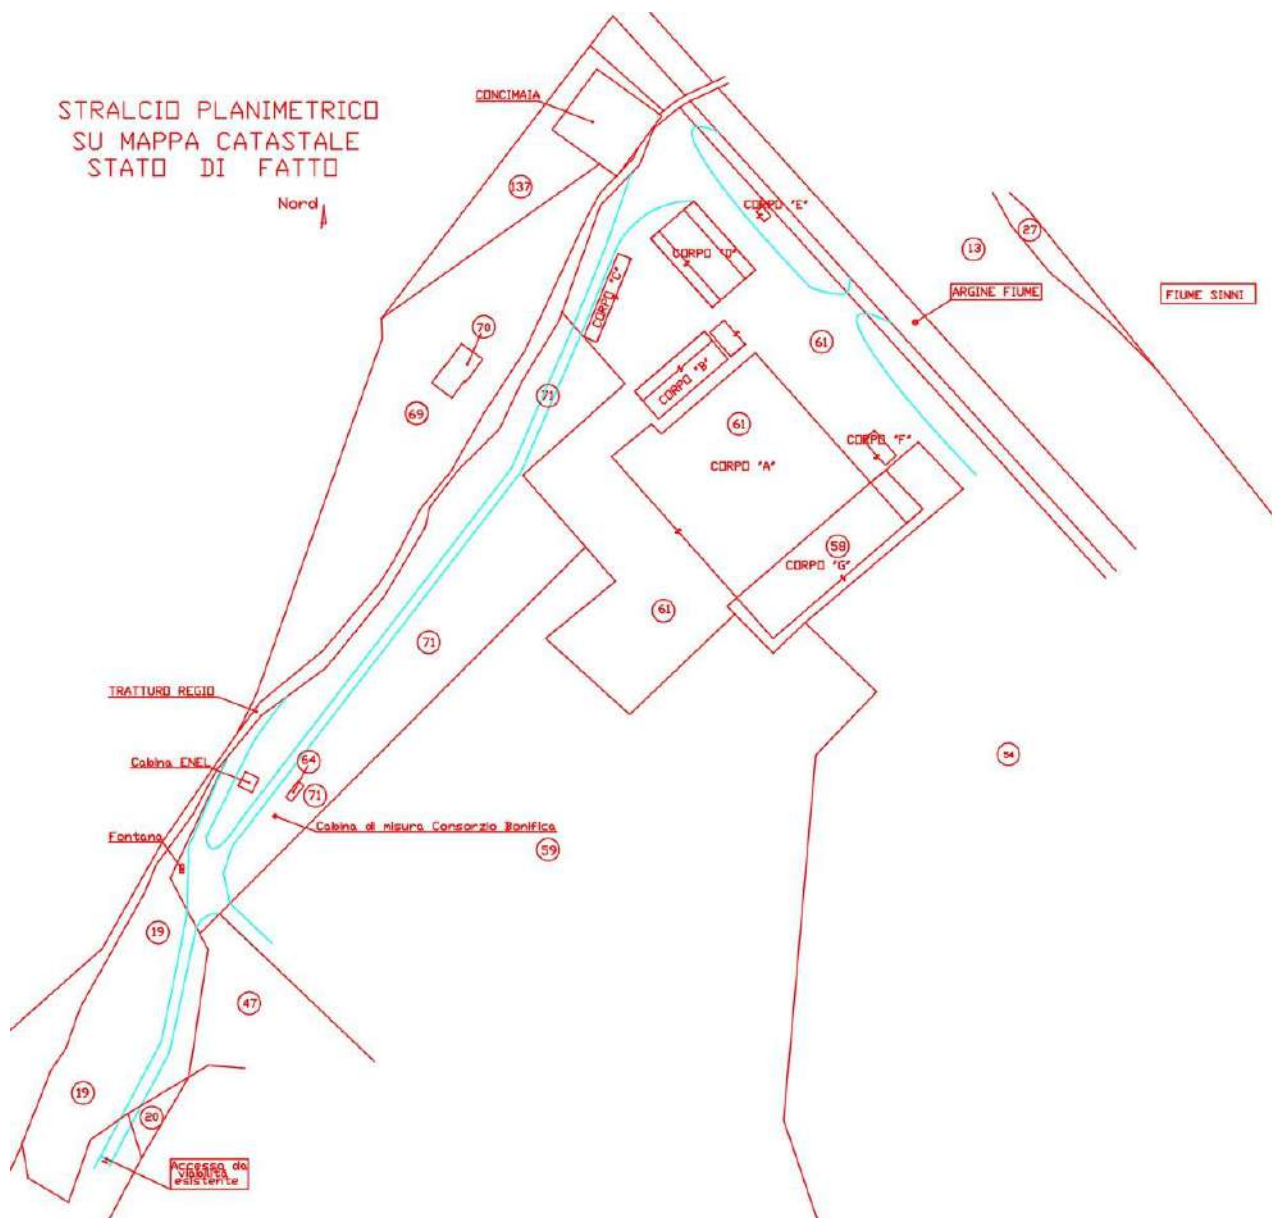 STRALCIO PLANIMETRICO
SU MAPPA CATASTALE
STATO DI FATTO
Nord
CONCIMAIA
137
CORPO "E"
27
13
CORPO "D"
CORPO "C"
ARGINE FIUME
FIUME SINNI
70
61
CORPO "B"
71
69
61
CORPO "F"
CORPO "A"
58
CORPO "G"
61
71
TRATTURO REGIO
54
Cabina ENEL
64
71
Cabina di misura Consorzio Bonifica
Fontana
59
19
47
19
20
Accesso da
viabilità
esistente